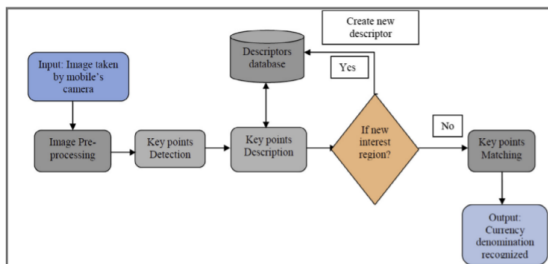 Create new
descriptor
Input: Image taken
by mobile's
camera
Descriptors
database
Yes
Image Pre-
processing
Key points
Detection
Key points
Description
If new
interest
region?
No
Key points
Matching
Output:
Currency
denomination
recognized